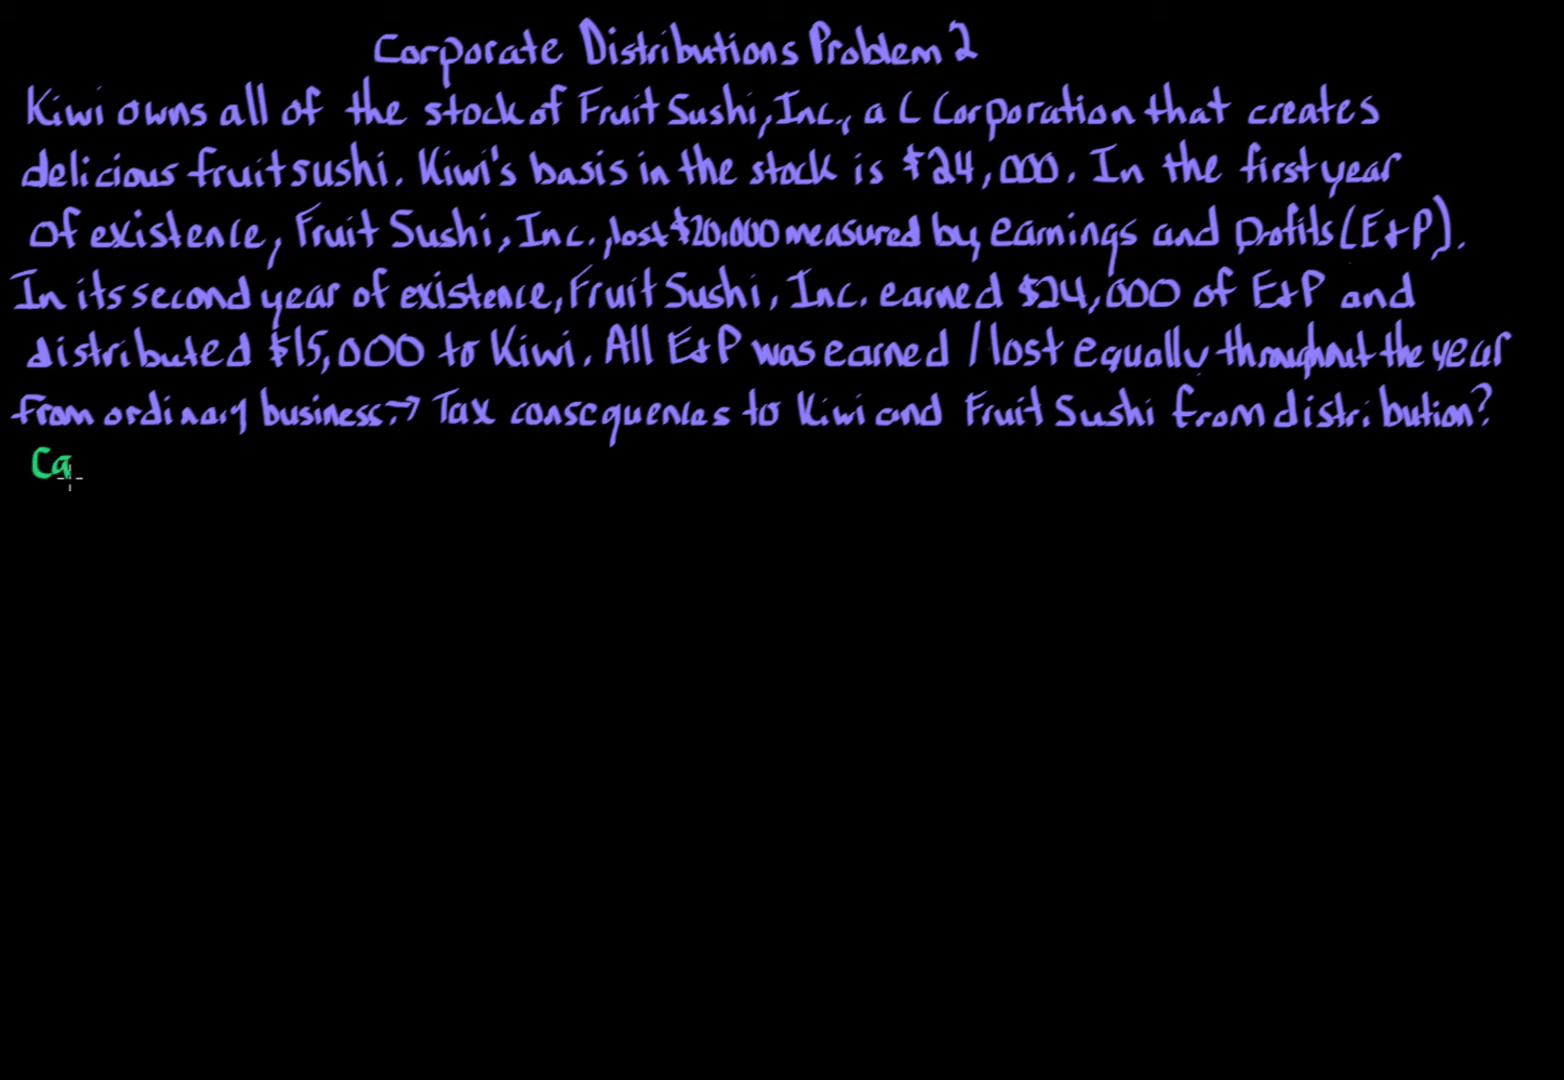 Corporate Distributions Problem 2
Kiwi owns all of the stock of Fruit Sushi, Inc., a C Corporation that creates
delicious fruit sushi. Kiwi's basis in the stock is $24,000. In the first year
of existence, Fruit Sushi, Inc., lost $20,000 measured by earnings and profits (E+P).
In its second year of existence, Fruit Sushi, Inc. earned $24,000 of E+P and
distributed $15,000 to Kiwi. All E+P was earned / lost equally throughout the year
from ordinary business. → Tax consequences to Kiwi and Fruit Sushi from distribution?
Ca